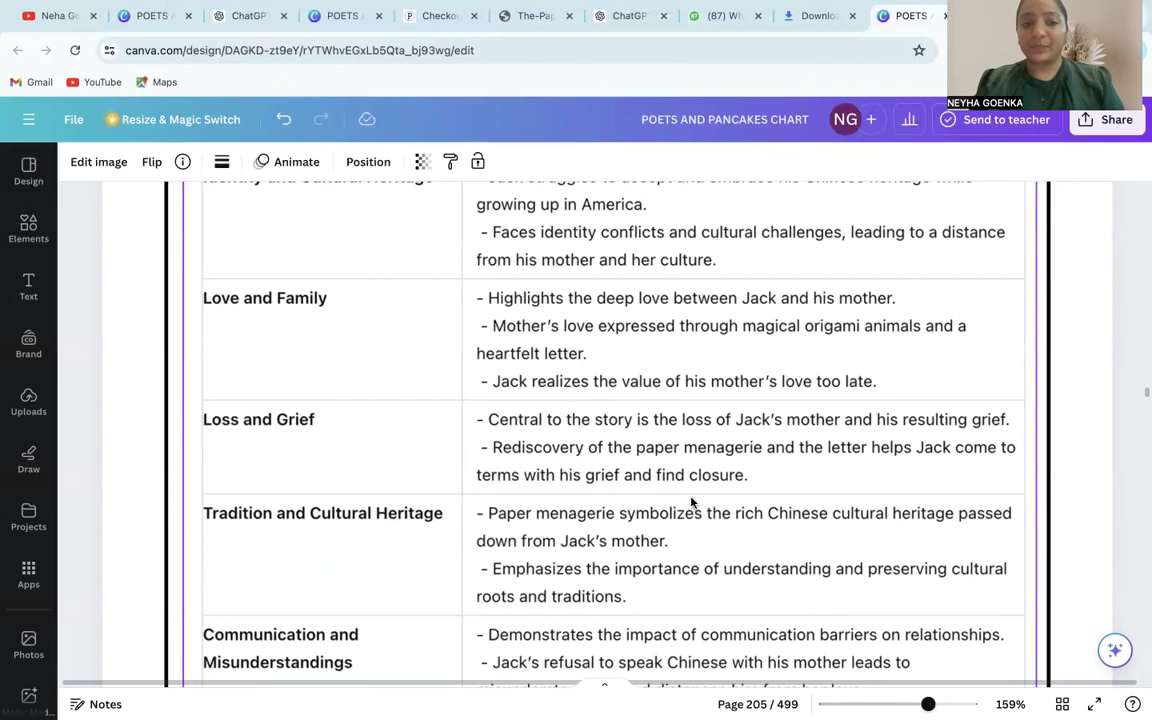 Neha Go
POETS A
ChatGP
POETS A
Checkou
The-Pap
ChatGP
(87) Wh
Downlo
POETS A
canva.com/design/DAGKD-zt9eY/rYTWhvEGxLb5Qta_bj93wg/edit
Gmail
YouTube
Maps
NEYHA GOENKA
File
Resize & Magic Switch
POETS AND PANCAKES CHART
NG
Send to teacher
Share
Edit image
Flip
Animate
Position
Design
Elements
Text
Brand
Uploads
Draw
Projects
Apps
Photos
growing up in America.
- Faces identity conflicts and cultural challenges, leading to a distance
from his mother and her culture.
Love and Family
- Highlights the deep love between Jack and his mother.
- Mother's love expressed through magical origami animals and a
heartfelt letter.
- Jack realizes the value of his mother's love too late.
Loss and Grief
- Central to the story is the loss of Jack's mother and his resulting grief.
- Rediscovery of the paper menagerie and the letter helps Jack come to
terms with his grief and find closure.
Tradition and Cultural Heritage
- Paper menagerie symbolizes the rich Chinese cultural heritage passed
down from Jack's mother.
- Emphasizes the importance of understanding and preserving cultural
roots and traditions.
Communication and
Misunderstandings
- Demonstrates the impact of communication barriers on relationships.
- Jack's refusal to speak Chinese with his mother leads to
Notes
Page 205 / 499
159%